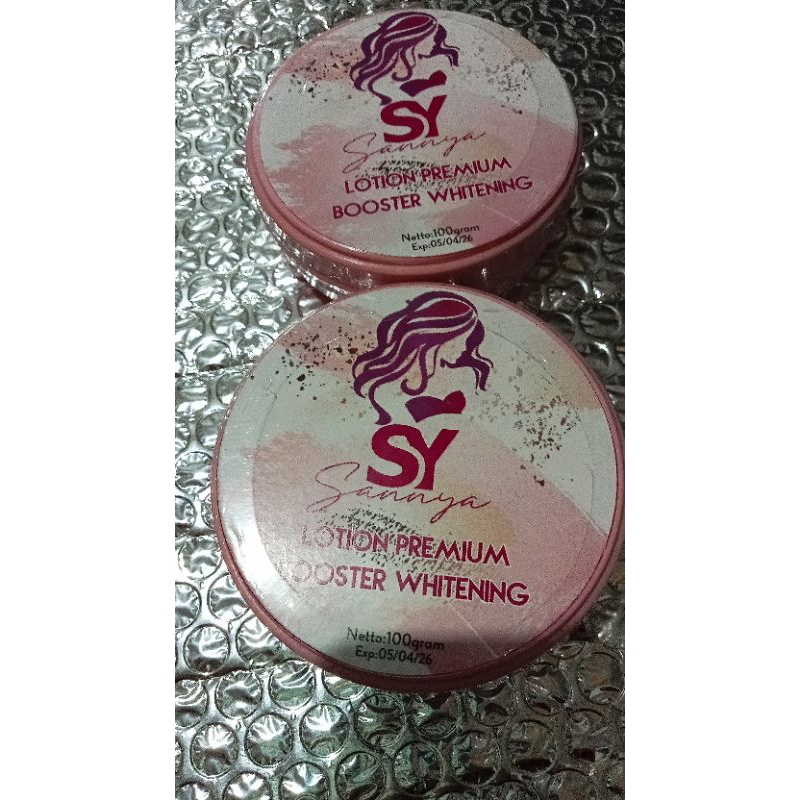 SY
Sannya
LOTION PREMIUM
BOOSTER WHITENING
Netto:100gram
Exp:05/04/26
SY
Sannya
LOTION PREMIUM
BOOSTER WHITENING
Netto:100gram
Exp:05/04/26